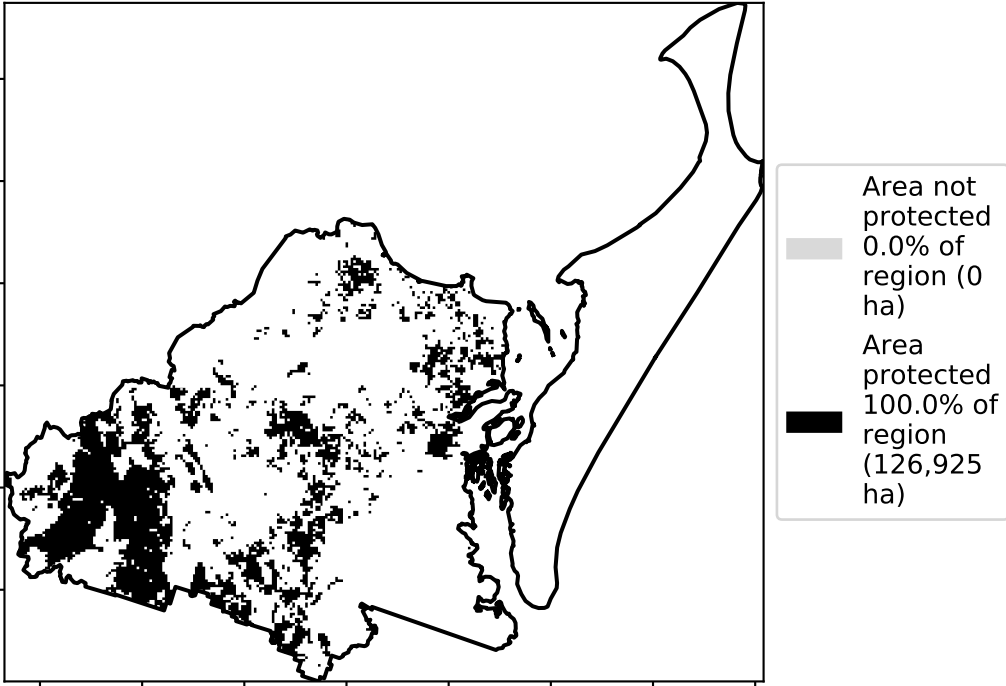 Area not
protected
0.0% of
region (0
ha)
Area
protected
100.0% of
region
(126,925
ha)